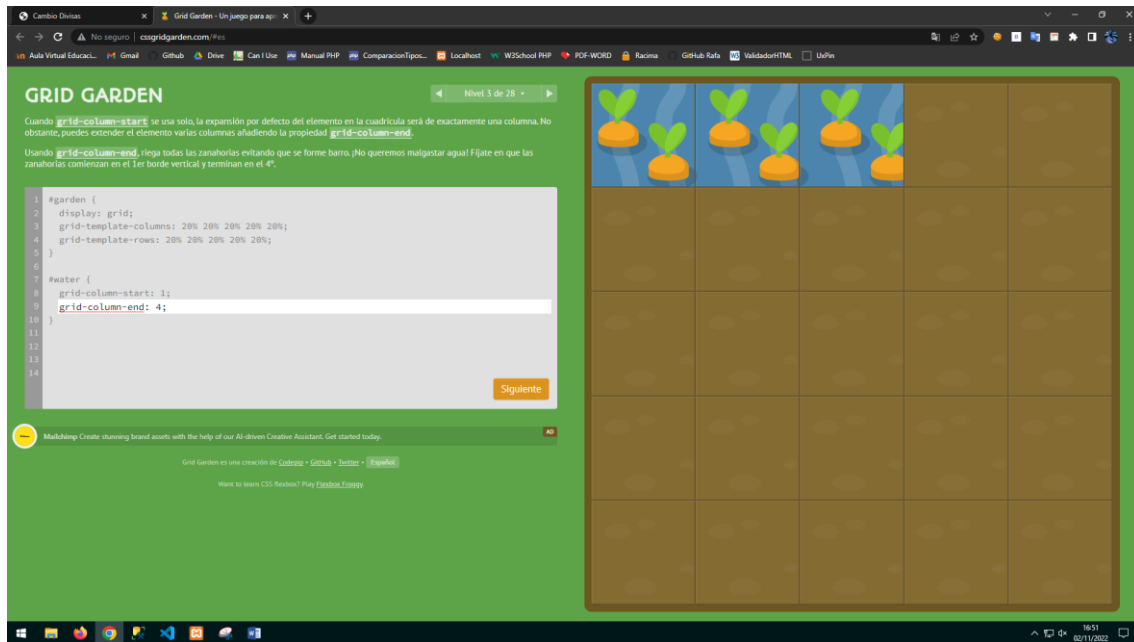 Cambio Divisas
Grid Garden - Un juego para apr
No seguro | cssgridgarden.com/#es
Aula Virtual Educaci... Gmail Github Drive Can I Use Manual PHP ComparacionTipos... Localhost W3School PHP PDF-WORD Racima GitHub Rafa ValidadorHTML UxPin
GRID GARDEN
Nivel 3 de 28
Cuando grid-column-start se usa solo, la expansión por defecto del elemento en la cuadrícula será de exactamente una columna. No
obstante, puedes extender el elemento varias columnas añadiendo la propiedad grid-column-end.
Usando grid-column-end, riega todas las zanahorias evitando que se forme barro. ¡No queremos malgastar agua! Fíjate en que las
zanahorias comienzan en el 1er borde vertical y terminan en el 4º.
1 #garden {
2 display: grid;
3 grid-template-columns: 20% 20% 20% 20% 20%;
4 grid-template-rows: 20% 20% 20% 20% 20%;
5 }
6
7 #water {
8 grid-column-start: 1;
9 grid-column-end: 4;
10 }
11
12
13
14
Siguiente
Mailchimp Create stunning brand assets with the help of our AI-driven Creative Assistant. Get started today.
AD
Grid Garden es una creación de Codepip • GitHub • Twitter • Español
Want to learn CSS flexbox? Play Flexbox Froggy.
16:51
02/11/2022